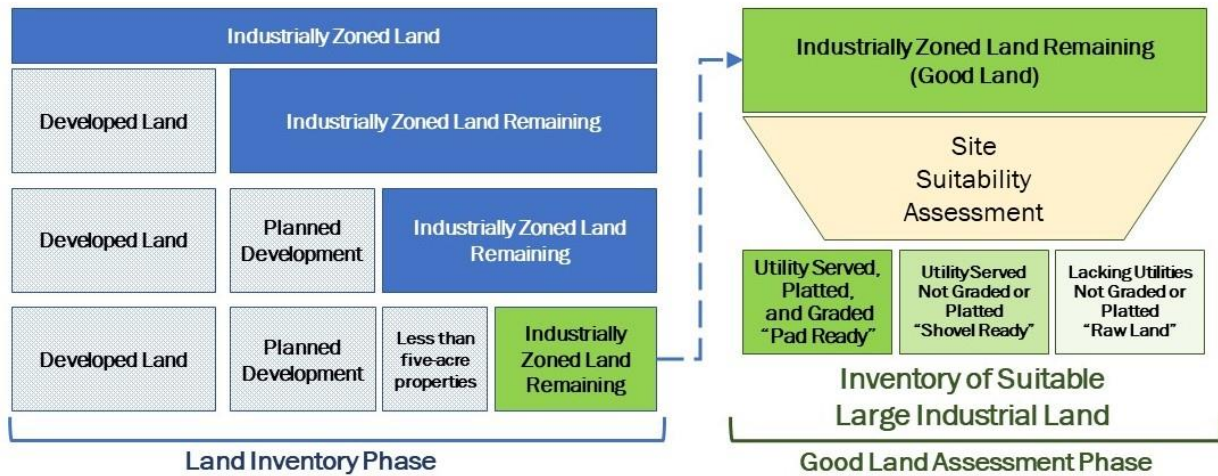 Industrially Zoned Land
Developed Land
Industrially Zoned Land Remaining
Developed Land
Planned
Development
Industrially Zoned Land
Remaining
Developed Land
Planned
Development
Less than
five-acre
properties
Industrially
Zoned Land
Remaining
Land Inventory Phase
Industrially Zoned Land Remaining
(Good Land)
Site
Suitability
Assessment
Utility Served,
Platted,
and Graded
“Pad Ready”
Utility Served
Not Graded or
Platted
“Shovel Ready”
Lacking Utilities
Not Graded or
Platted
“Raw Land”
Inventory of Suitable
Large Industrial Land
Good Land Assessment Phase